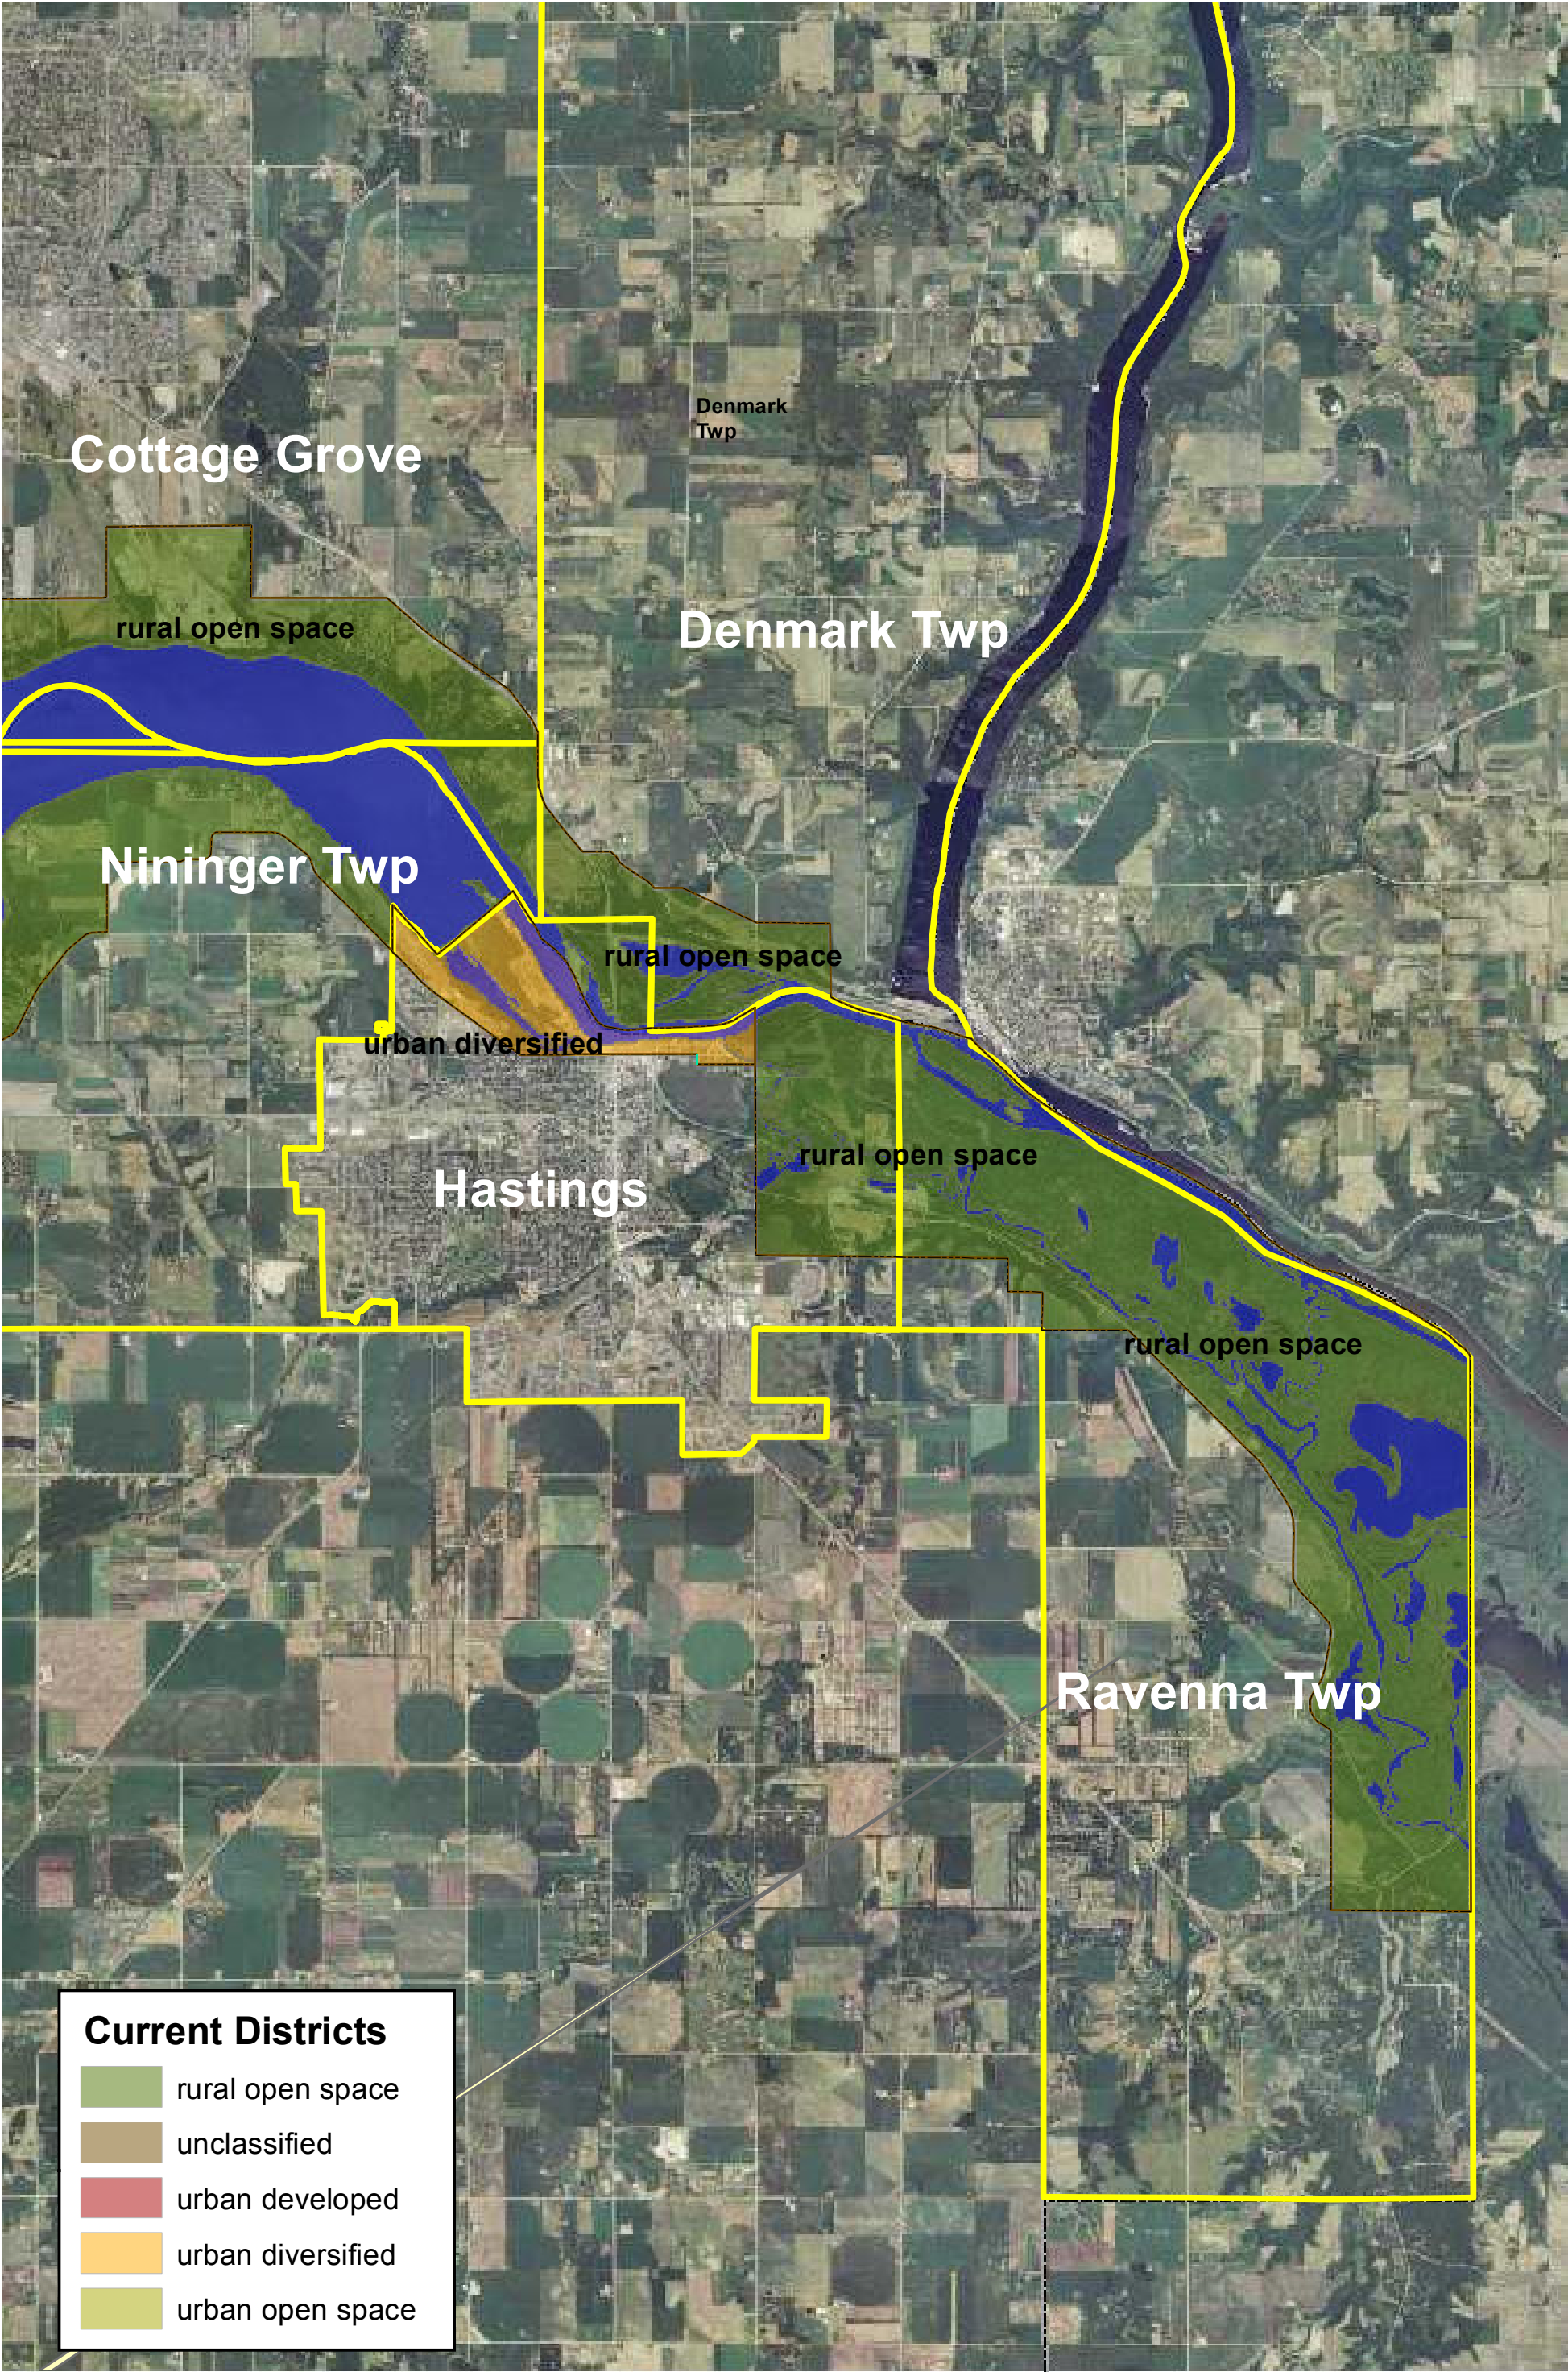 Denmark
Twp
Cottage Grove
rural open space
Denmark Twp
Nininger Twp
rural open space
urban diversified
rural open space
Hastings
rural open space
Ravenna Twp
Current Districts
rural open space
unclassified
urban developed
urban diversified
urban open space